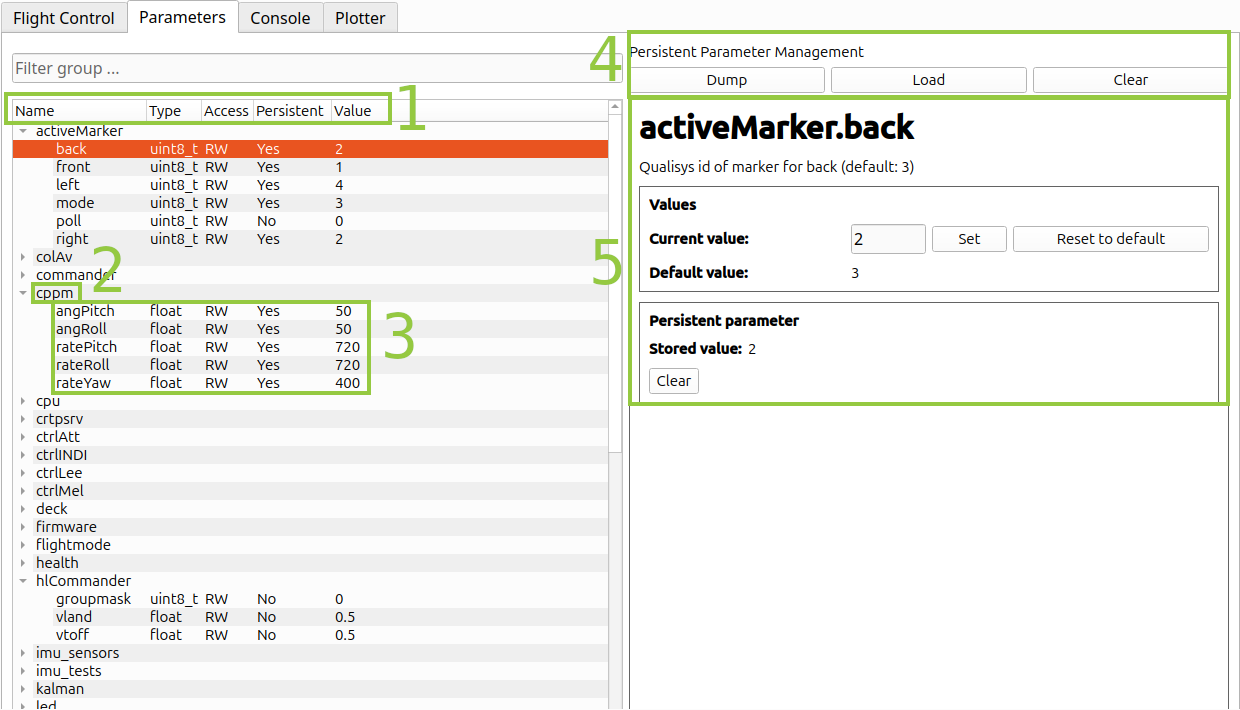 Flight Control Parameters Console Plotter
Filter group ...
4
Persistent Parameter Management
Dump Load Clear
Name Type Access Persistent Value
1
activeMarker
back uint8_t RW Yes 2
front uint8_t RW Yes 1
left uint8_t RW Yes 4
mode uint8_t RW Yes 3
poll uint8_t RW No 0
right uint8_t RW Yes 2
colAv
commander
2
cppm
angPitch float RW Yes 50
angRoll float RW Yes 50
ratePitch float RW Yes 720
rateRoll float RW Yes 720
rateYaw float RW Yes 400
3
cpu
crtpsrv
ctrlAtt
ctrlINDI
ctrlLee
ctrlMel
deck
firmware
flightmode
health
hlCommander
groupmask uint8_t RW No 0
vland float RW No 0.5
vtoff float RW No 0.5
imu_sensors
imu_tests
kalman
led
activeMarker.back
Qualisys id of marker for back (default: 3)
Values
5
Current value: 2 Set Reset to default
Default value: 3
Persistent parameter
Stored value: 2
Clear